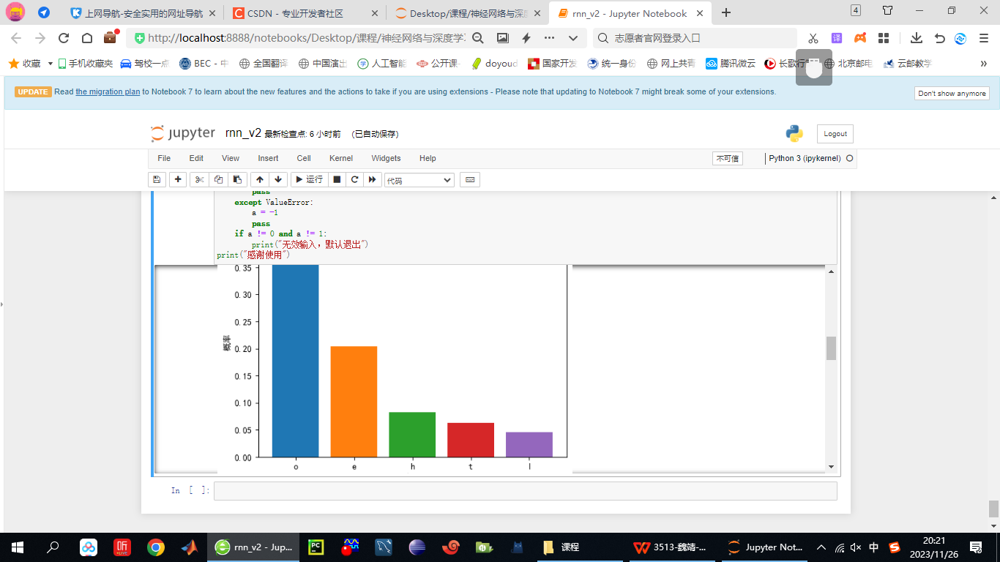 上网导航-安全实用的网址导航
CSDN - 专业开发者社区
Desktop/课程/神经网络与深度
rnn_v2 - Jupyter Notebook
4
http://localhost:8888/notebooks/Desktop/课程/神经网络与深度学
志愿者官网登录入口
译
收藏
手机收藏夹
驾校一点
BEC - 中
全国翻译
中国演出
人工智能
公开课
doyoud
国家开发
统一身份
网上共青
腾讯微云
长歌行
北京邮电
云邮教学
UPDATE Read the migration plan to Notebook 7 to learn about the new features and the actions to take if you are using extensions - Please note that updating to Notebook 7 might break some of your extensions.
Don't show anymore
jupyter rnn_v2 最新检查点: 6 小时前 (已自动保存)
Logout
File Edit View Insert Cell Kernel Widgets Help
不可信
Python 3 (ipykernel)
运行
代码
pass
except ValueError:
a = -1
pass
if a != 0 and a != 1:
print("无效输入，默认退出")
print("感谢使用")
0.35
0.30
0.25
0.20
0.15
0.10
0.05
0.00
概率
o e h t l
In [ ]:
rnn_v2 - Jup...
课程
3513-魏靖-...
Jupyter Not...
中
20:21
2023/11/26